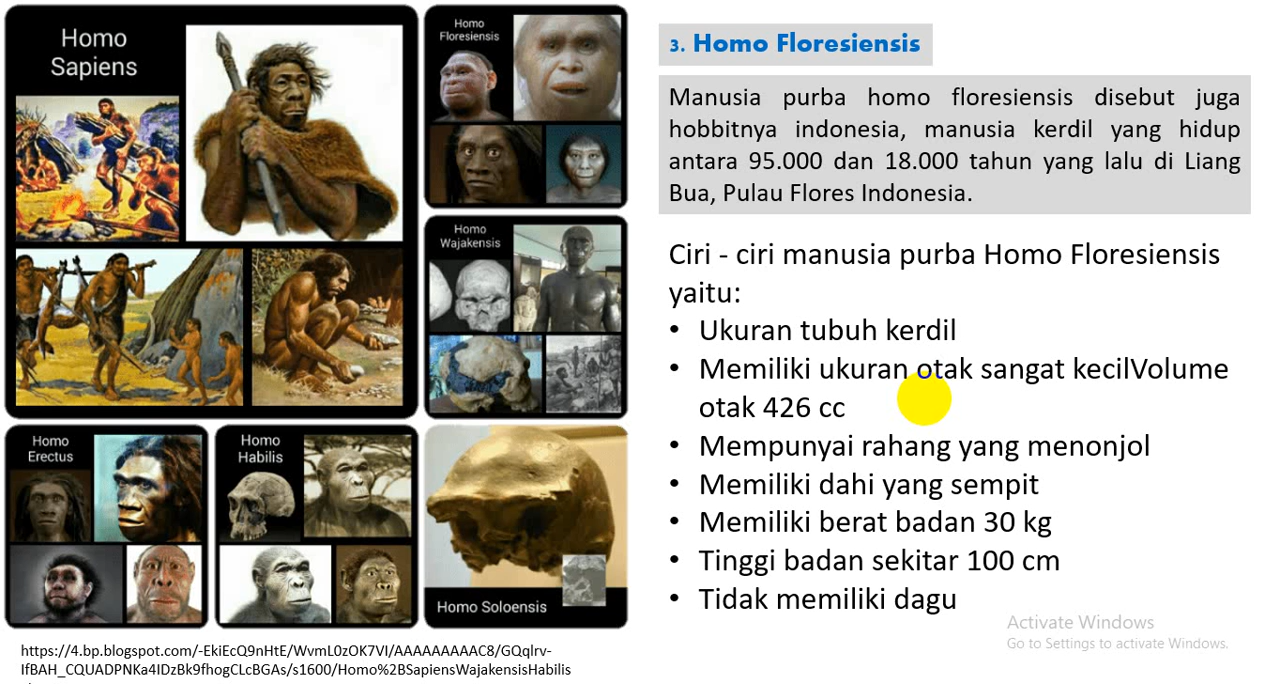 Homo
Sapiens
Homo
Floresiensis
Homo
Wajakensis
Homo
Erectus
Homo
Habilis
Homo Soloensis
https://4.bp.blogspot.com/-EkiEcQ9nHtE/WvmL0zOK7VI/AAAAAAAAAC8/GQqIrv-
IfBAH_CQUADPNKa4IDzBk9fhogCLcBGAs/s1600/Homo%2BSapiensWajakensisHabilis
3. Homo Floresiensis
Manusia purba homo floresiensis disebut juga
hobbitnya indonesia, manusia kerdil yang hidup
antara 95.000 dan 18.000 tahun yang lalu di Liang
Bua, Pulau Flores Indonesia.
Ciri - ciri manusia purba Homo Floresiensis
yaitu:
• Ukuran tubuh kerdil
• Memiliki ukuran otak sangat kecilVolume
otak 426 cc
• Mempunyai rahang yang menonjol
• Memiliki dahi yang sempit
• Memiliki berat badan 30 kg
• Tinggi badan sekitar 100 cm
• Tidak memiliki dagu
Activate Windows
Go to Settings to activate Windows.